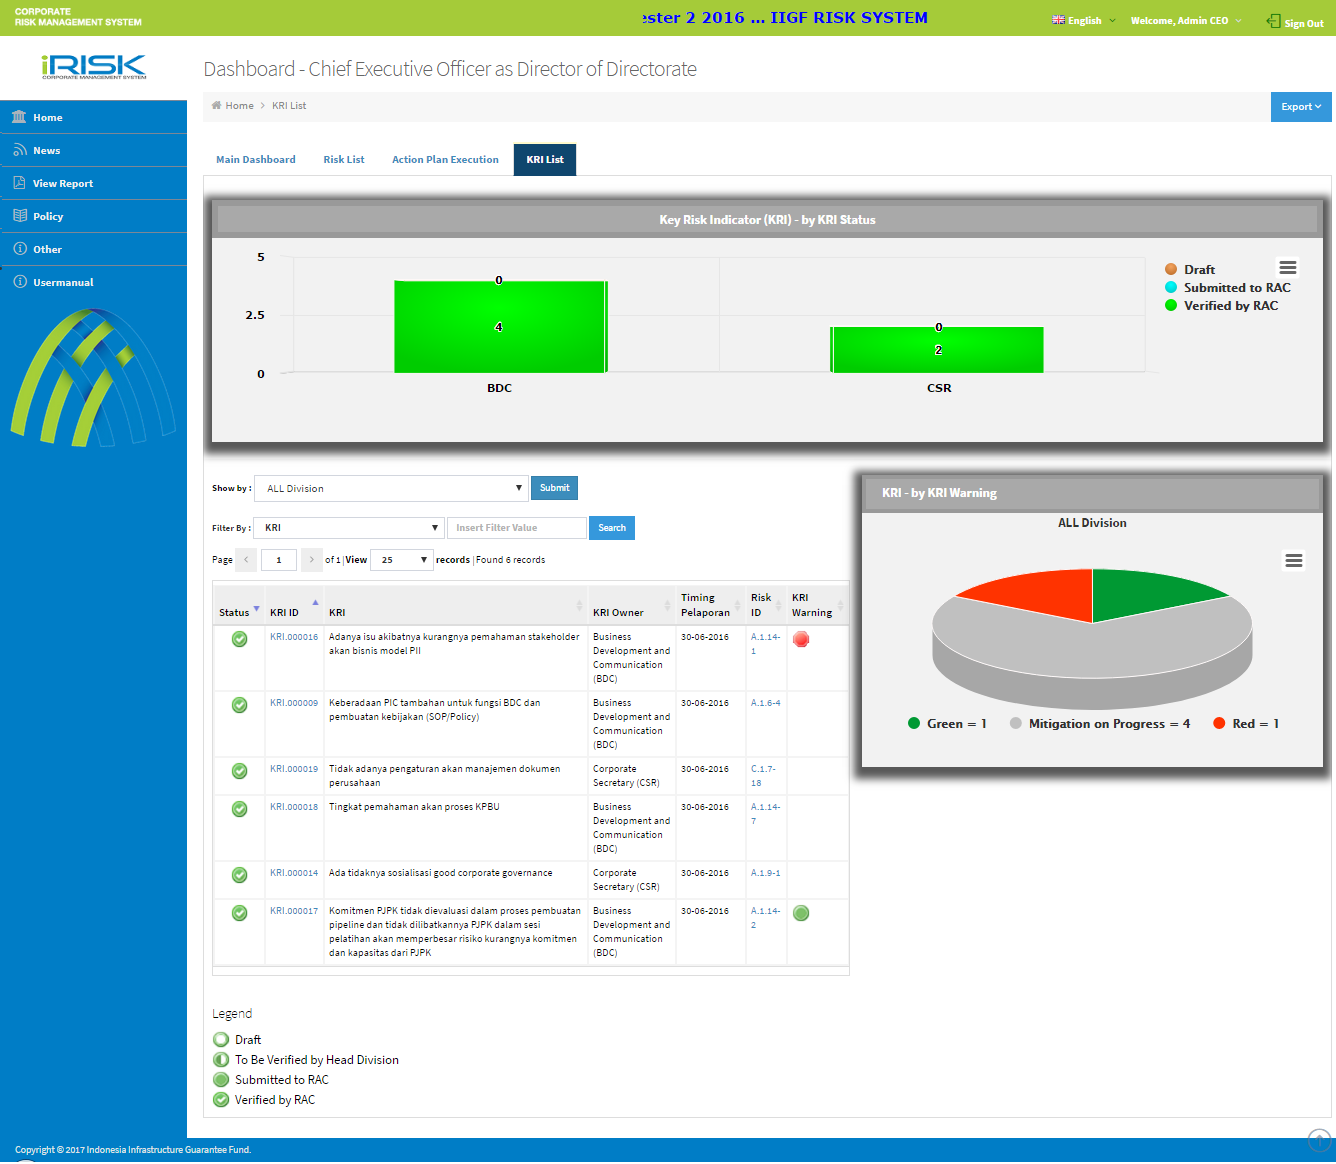 CORPORATE
RISK MANAGEMENT SYSTEM
ester 2 2016 ... IIGF RISK SYSTEM
English
Welcome, Admin CEO
Sign Out
iRISK
CORPORATE MANAGEMENT SYSTEM
Dashboard - Chief Executive Officer as Director of Directorate
Home > KRI List
Export
Home
News
View Report
Policy
Other
Usermanual
Main Dashboard
Risk List
Action Plan Execution
KRI List
Key Risk Indicator (KRI) - by KRI Status
5
2.5
0
0
4
0
2
BDC
CSR
Draft
Submitted to RAC
Verified by RAC
Show by :
ALL Division
Submit
Filter By :
KRI
Insert Filter Value
Search
Page < 1 > of 1 | View 25 records | Found 6 records
Status
KRI ID
KRI
KRI Owner
Timing
Pelaporan
Risk
ID
KRI
Warning
KRI.000016
Adanya isu akibatnya kurangnya pemahaman stakeholder
akan bisnis model PII
Business
Development and
Communication
(BDC)
30-06-2016
A.1.14-
1
KRI.000009
Keberadaan PIC tambahan untuk fungsi BDC dan
pembuatan kebijakan (SOP/Policy)
Business
Development and
Communication
(BDC)
30-06-2016
A.1.6-4
KRI.000019
Tidak adanya pengaturan akan manajemen dokumen
perusahaan
Corporate
Secretary (CSR)
30-06-2016
C.1.7-
18
KRI.000018
Tingkat pemahaman akan proses KPBU
Business
Development and
Communication
(BDC)
30-06-2016
A.1.14-
7
KRI.000014
Ada tidaknya sosialisasi good corporate governance
Corporate
Secretary (CSR)
30-06-2016
A.1.9-1
KRI.000017
Komitmen PJPK tidak dievaluasi dalam proses pembuatan
pipeline dan tidak dilibatkannya PJPK dalam sesi
pelatihan akan memperbesar risiko kurangnya komitmen
dan kapasitas dari PJPK
Business
Development and
Communication
(BDC)
30-06-2016
A.1.14-
2
KRI - by KRI Warning
ALL Division
Green = 1
Mitigation on Progress = 4
Red = 1
Legend
Draft
To Be Verified by Head Division
Submitted to RAC
Verified by RAC
Copyright © 2017 Indonesia Infrastructure Guarantee Fund.